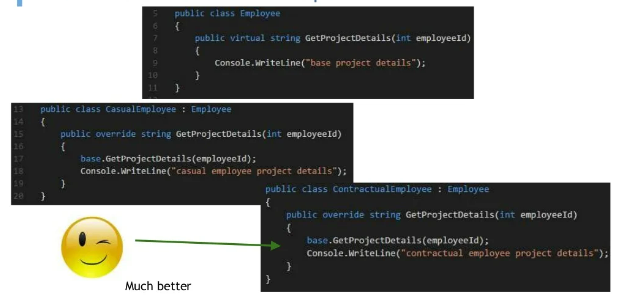 5 public class Employee
6 {
7 public virtual string GetProjectDetails(int employeeId)
8 {
9 Console.WriteLine("base project details");
10 }
11 }
13 public class CasualEmployee : Employee
14 {
15 public override string GetProjectDetails(int employeeId)
16 {
17 base.GetProjectDetails(employeeId);
18 Console.WriteLine("casual employee project details");
19 }
20 }
public class ContractualEmployee : Employee
{
public override string GetProjectDetails(int employeeId)
{
base.GetProjectDetails(employeeId);
Console.WriteLine("contractual employee project details");
}
}
Much better